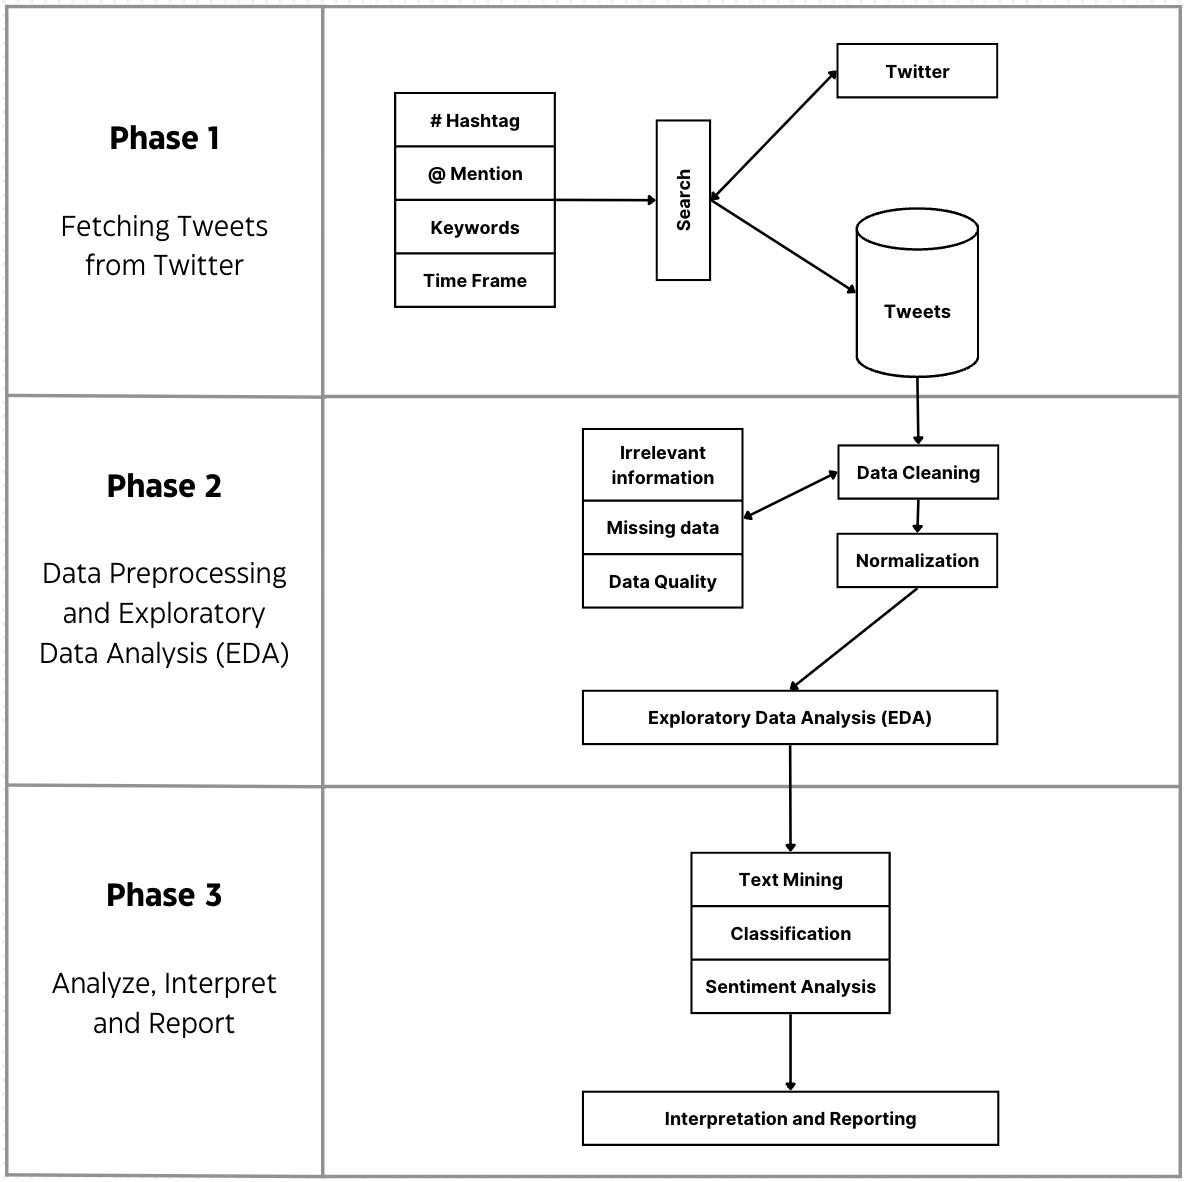 Phase 1
Fetching Tweets
from Twitter
# Hashtag
@ Mention
Keywords
Time Frame
Search
Twitter
Tweets
Phase 2
Data Preprocessing
and Exploratory
Data Analysis (EDA)
Irrelevant
information
Missing data
Data Quality
Data Cleaning
Normalization
Exploratory Data Analysis (EDA)
Phase 3
Analyze, Interpret
and Report
Text Mining
Classification
Sentiment Analysis
Interpretation and Reporting